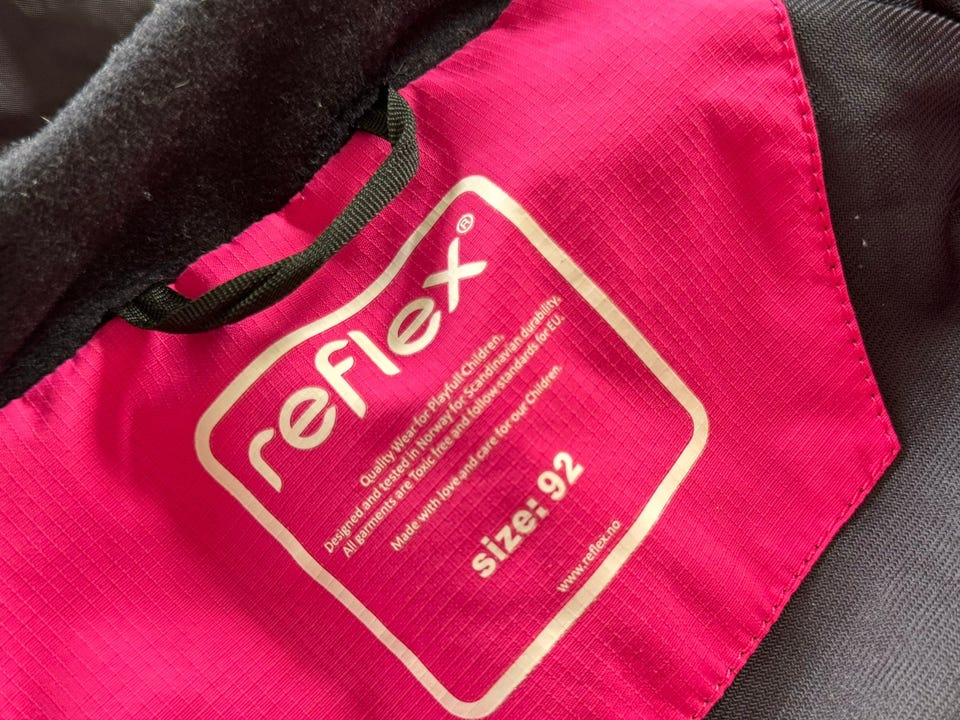 reflex®
Quality Wear for Playfull Children.
Designed and tested in Norway for Scandinavian durability.
All garments are Toxic free and follow standards for EU.
Made with love and care for our Children.
size: 92
www.reflex.no